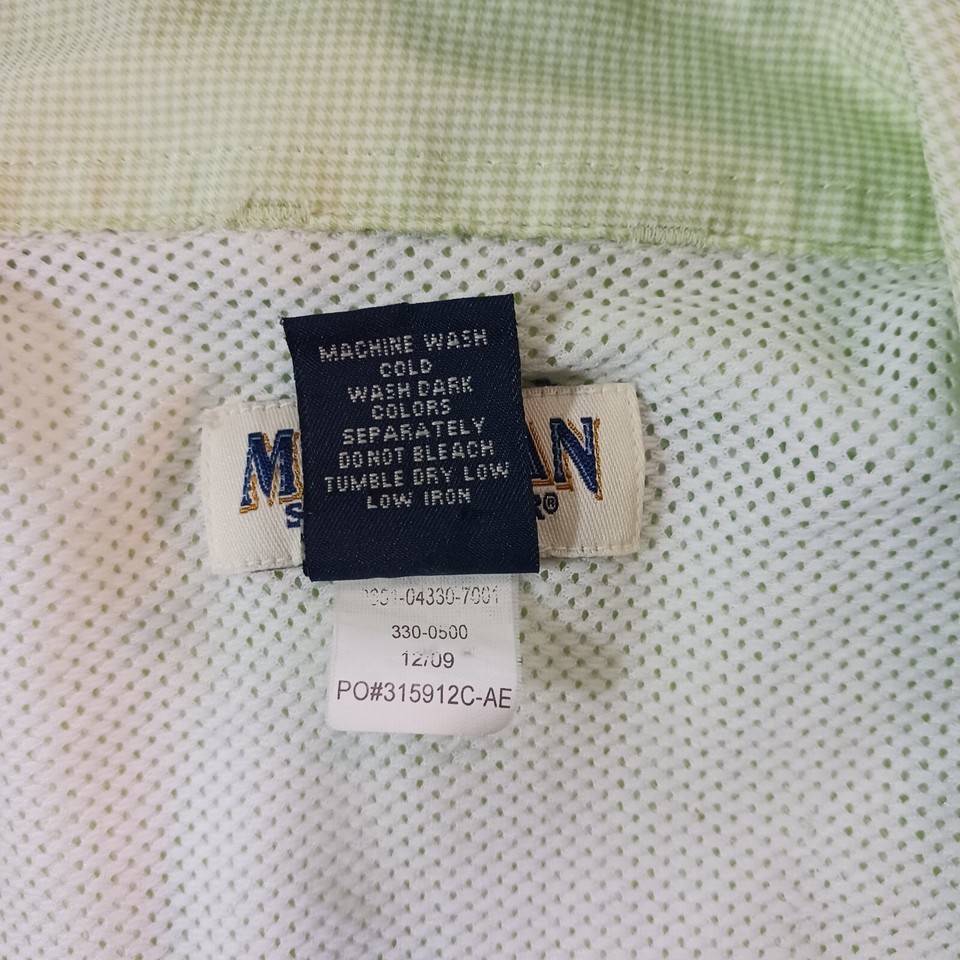 MACHINE WASH
COLD
WASH DARK
COLORS
SEPARATELY
DO NOT BLEACH
TUMBLE DRY LOW
LOW IRON
330-0500
12/09
PO#315912C-AE